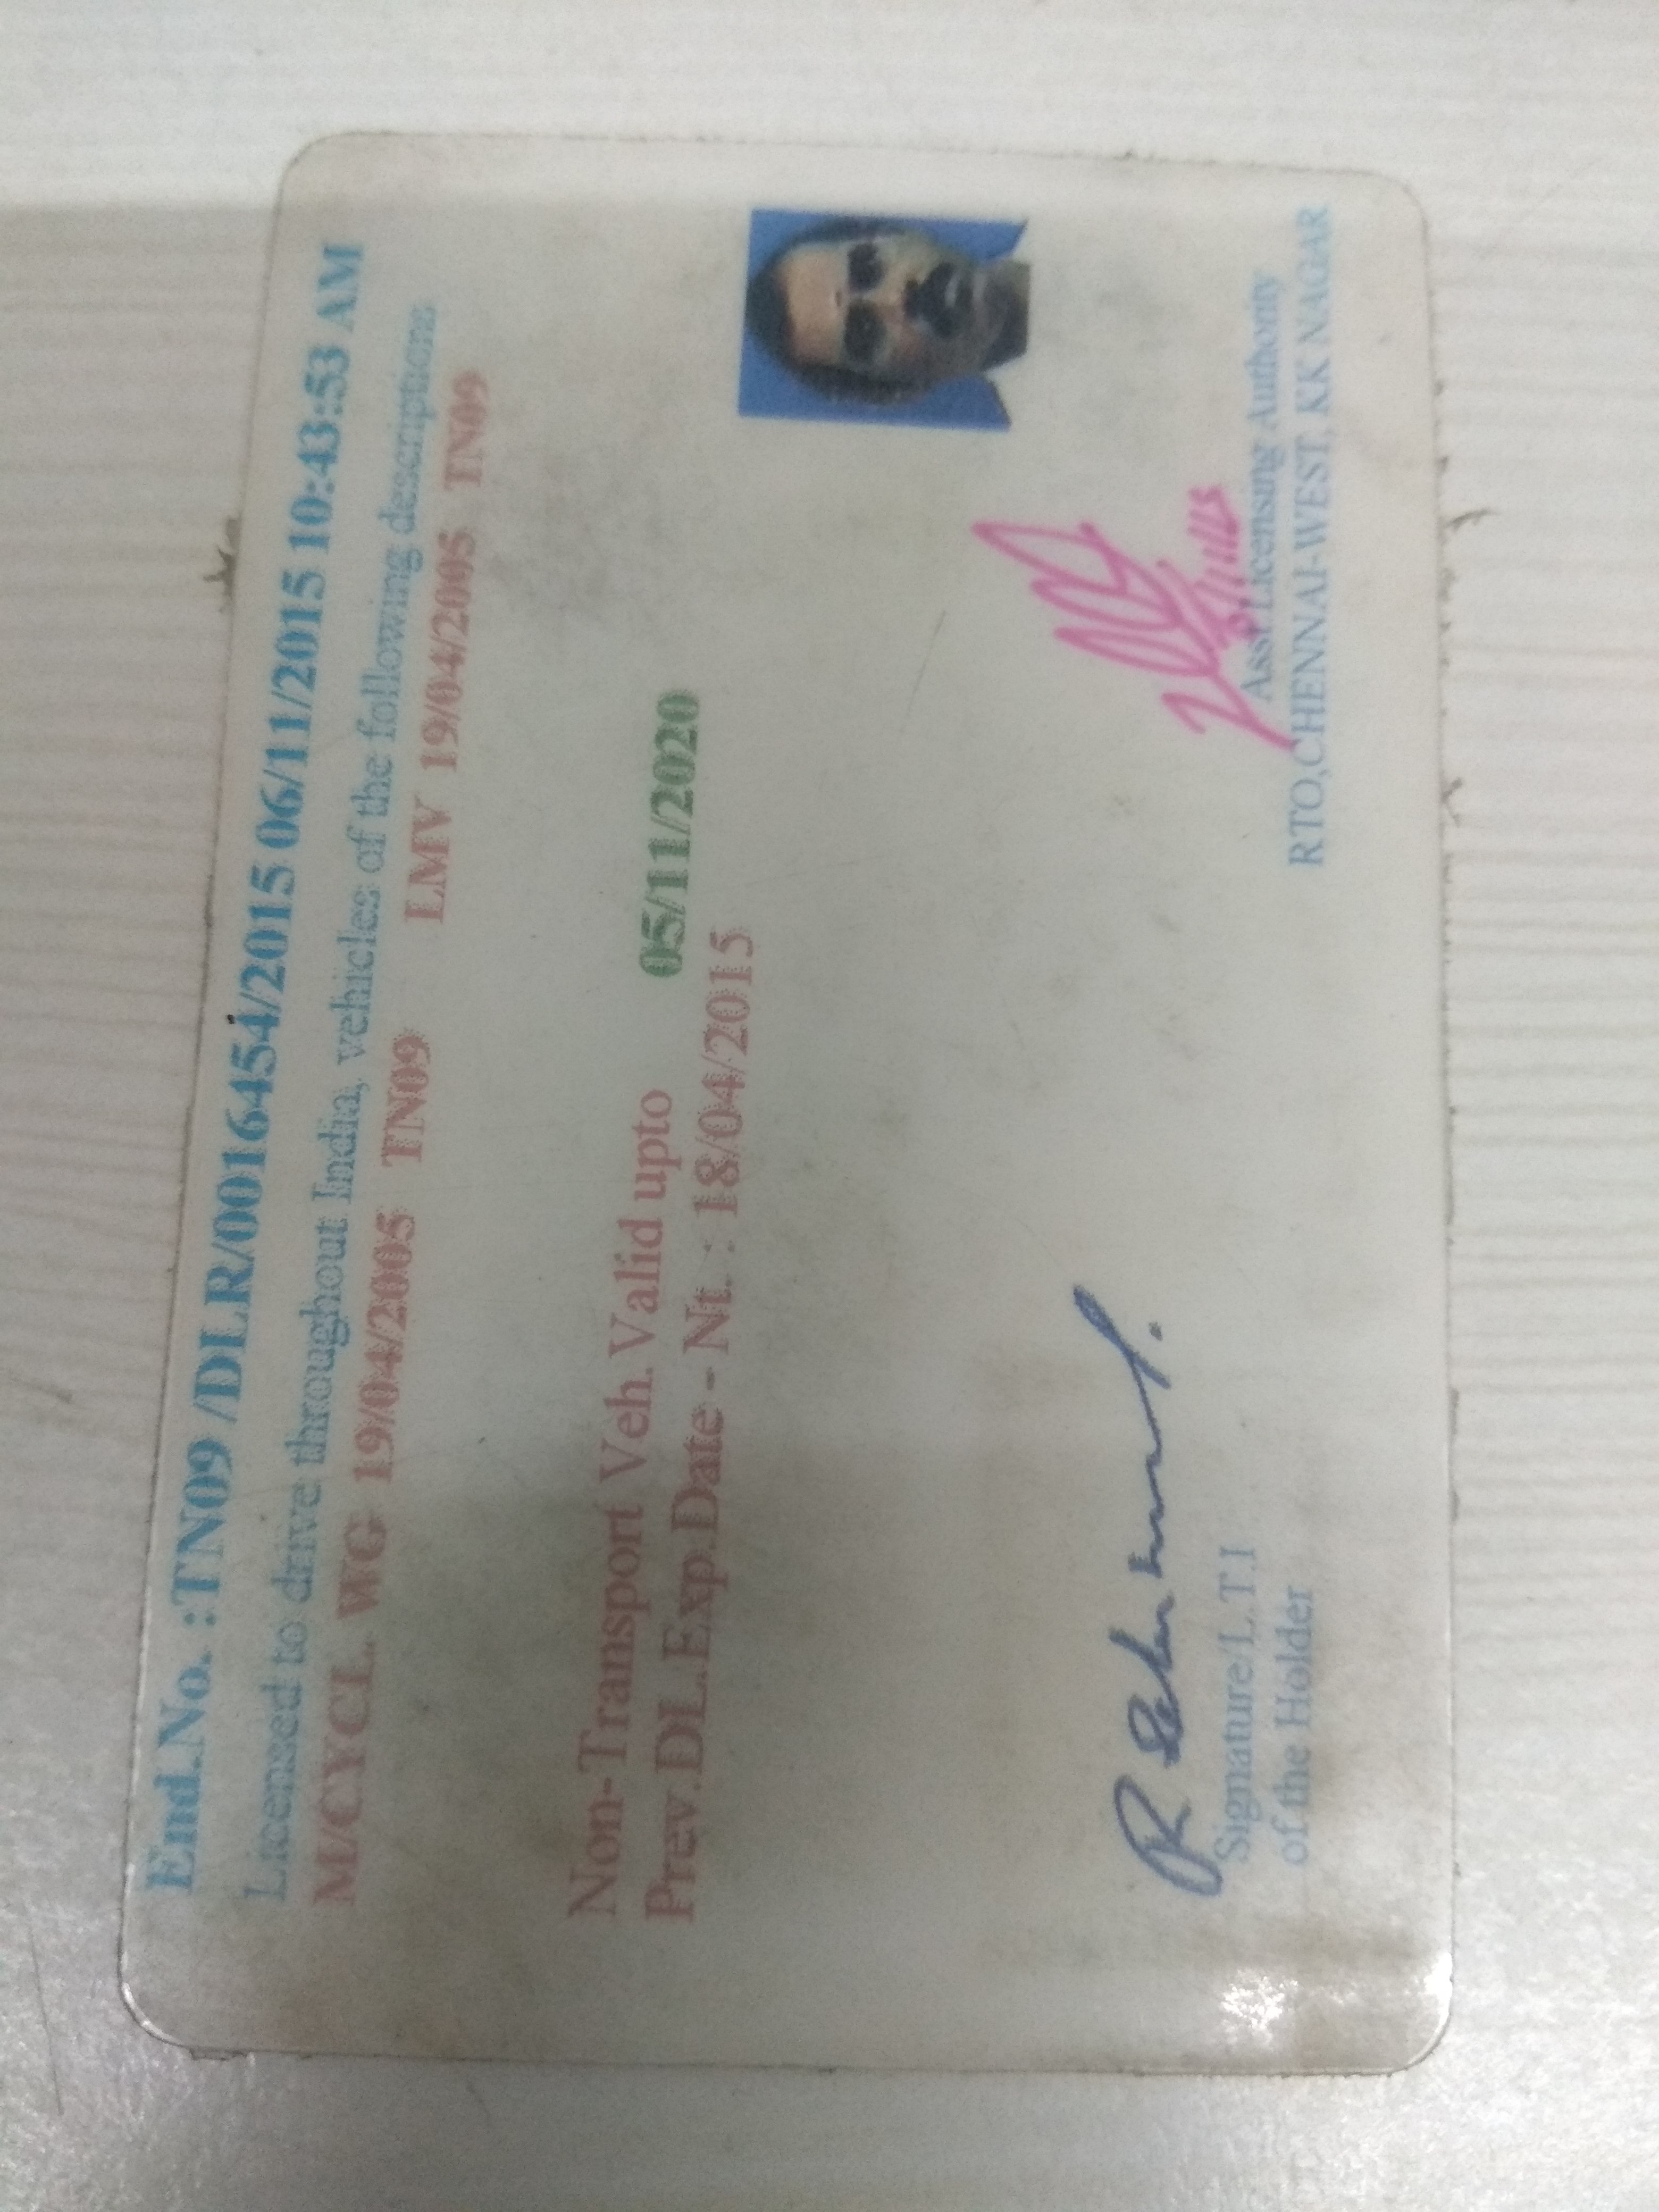 End.No. :TN09 /DLR/0016454/2015 06/11/2015 10:43:53 AM
Licensed to drive throughout India, vehicles of the following descriptions
M/CYCL. WG 19/04/2005 TN09 LMV 19/04/2005 TN09
Non-Transport Veh. Valid upto 05/11/2020
Prev.DL.Exp.Date - Nt. : 18/04/2015
R
Signature/L.T.I
of the Holder
Asst Licensing Authority
RTO,CHENNAI-WEST, KK NAGAR